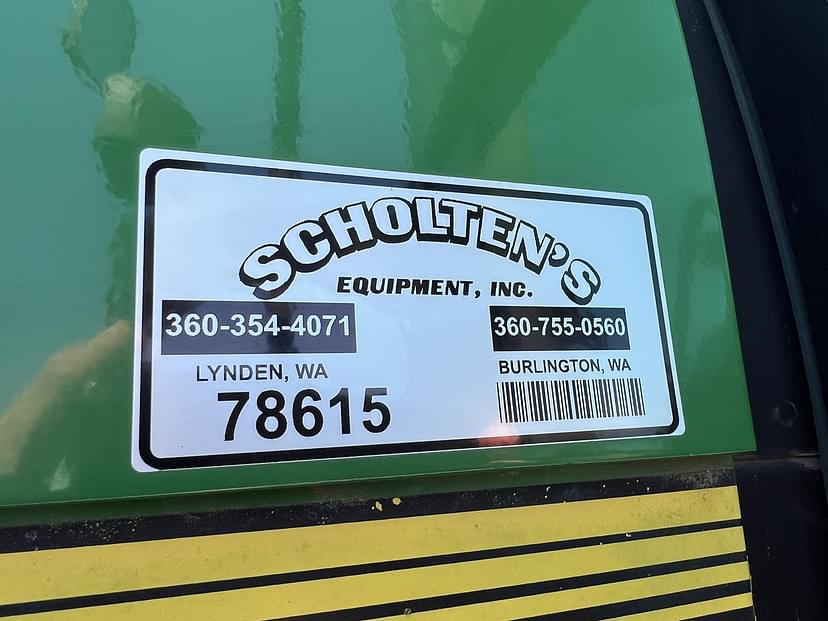 SCHOLTEN'S
EQUIPMENT, INC.
360-354-4071
360-755-0560
LYNDEN, WA
BURLINGTON, WA
78615